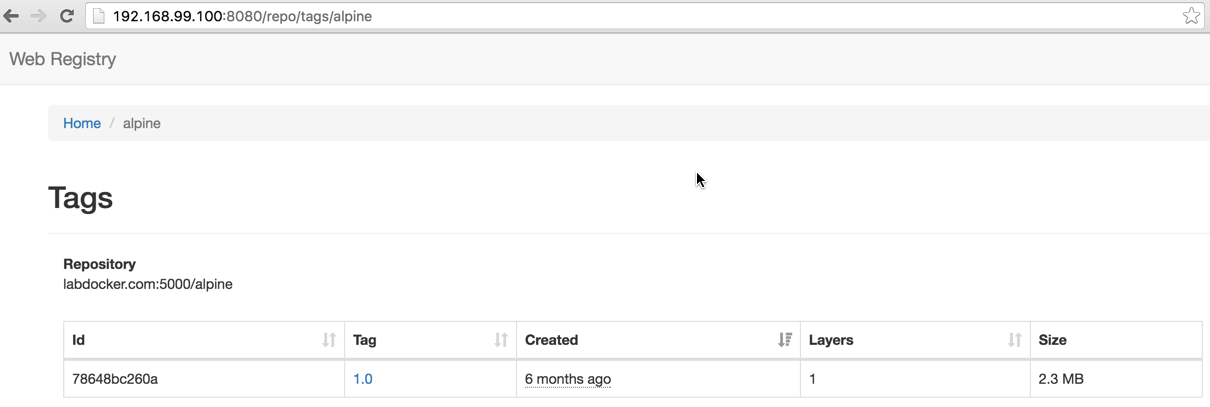 192.168.99.100:8080/repo/tags/alpine
Web Registry
Home / alpine
Tags
Repository
labdocker.com:5000/alpine
Id Tag Created Layers Size
78648bc260a 1.0 6 months ago 1 2.3 MB